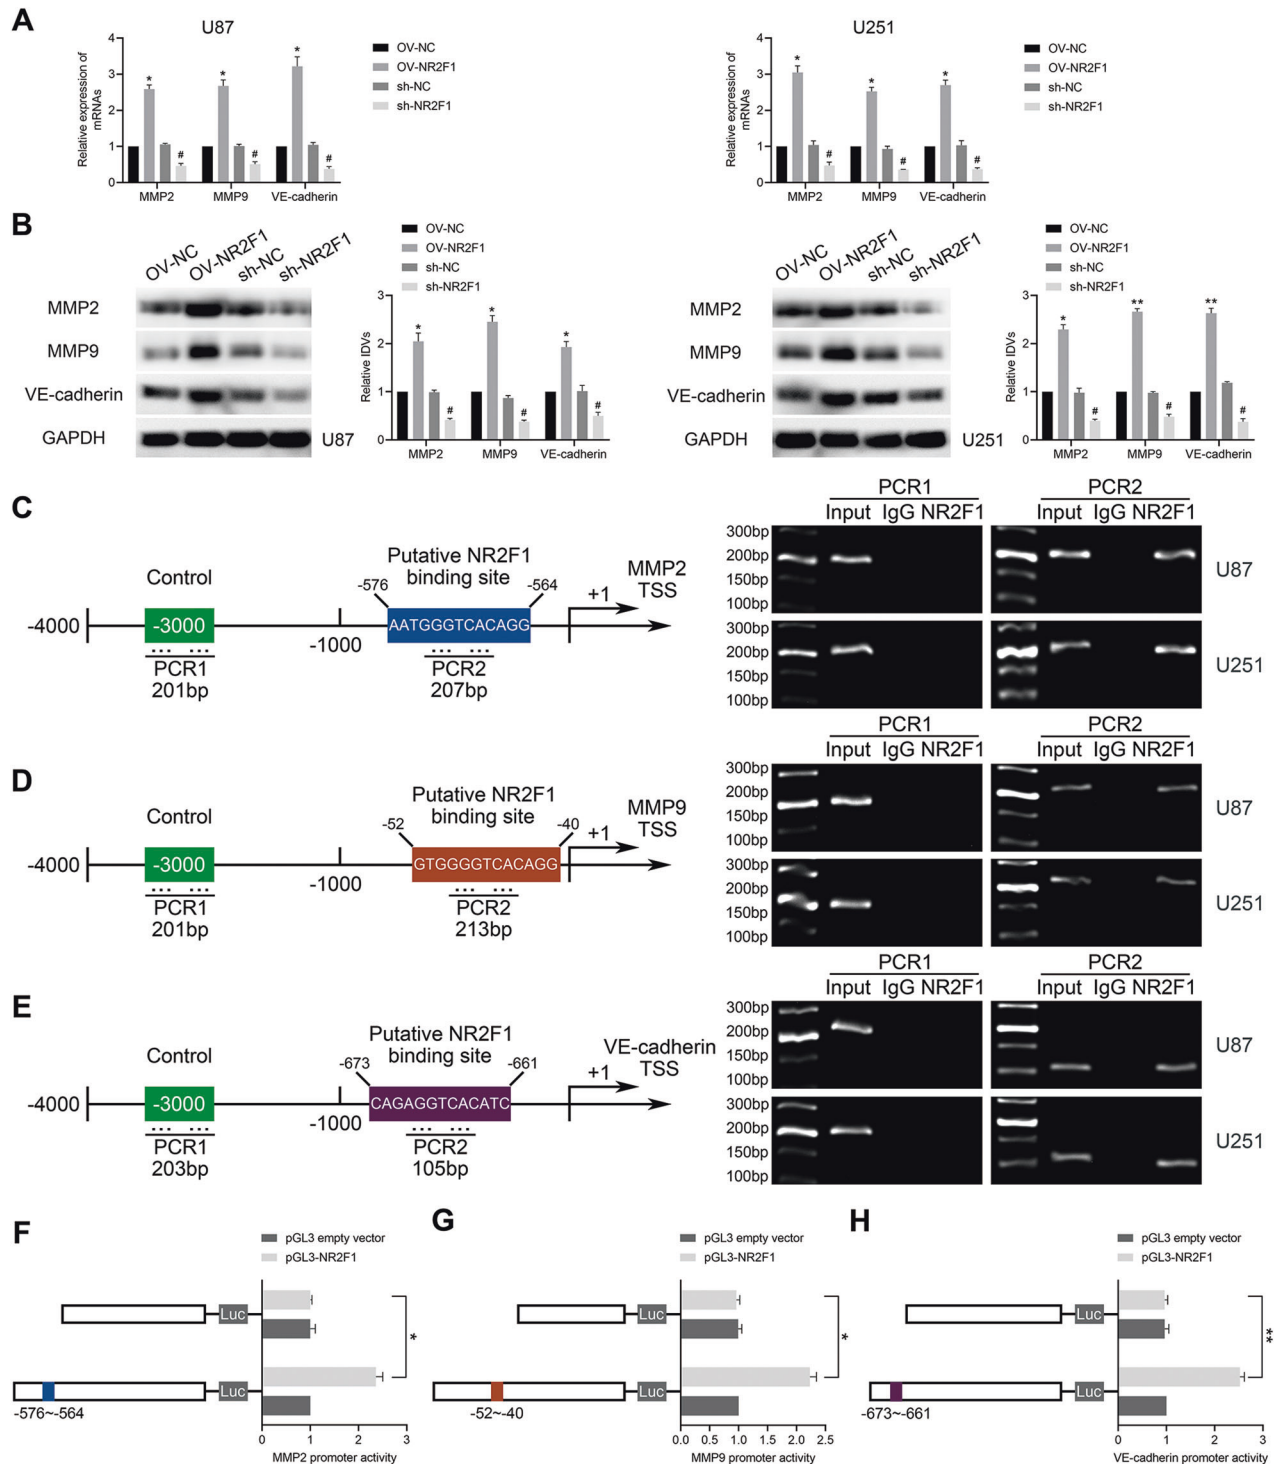 A
U87
Relative expression of
mRNAs
4
3
2
1
0
*
#
*
#
*
#
MMP2 MMP9 VE-cadherin
OV-NC
OV-NR2F1
sh-NC
sh-NR2F1
U251
Relative expression of
mRNAs
4
3
2
1
0
*
#
*
#
*
#
MMP2 MMP9 VE-cadherin
OV-NC
OV-NR2F1
sh-NC
sh-NR2F1
B
OV-NC OV-NR2F1 sh-NC sh-NR2F1
MMP2
MMP9
VE-cadherin
GAPDH
U87
OV-NC
OV-NR2F1
sh-NC
sh-NR2F1
Relative IDVs
3
2
1
0
*
#
*
#
*
#
MMP2 MMP9 VE-cadherin
OV-NC OV-NR2F1 sh-NC sh-NR2F1
MMP2
MMP9
VE-cadherin
GAPDH
U251
OV-NC
OV-NR2F1
sh-NC
sh-NR2F1
Relative IDVs
3
2
1
0
*
#
**
#
**
#
MMP2 MMP9 VE-cadherin
C
Control
Putative NR2F1
binding site
-576 -564
+1
MMP2
TSS
-4000
-3000
-1000
AATGGGTCACAGG
PCR1
201bp
PCR2
207bp
PCR1
Input IgG NR2F1
PCR2
Input IgG NR2F1
300bp
200bp
150bp
100bp
U87
300bp
200bp
150bp
100bp
U251
D
Control
Putative NR2F1
binding site
-52 -40
+1
MMP9
TSS
-4000
-3000
-1000
GTGGGGTCACAGG
PCR1
201bp
PCR2
213bp
PCR1
Input IgG NR2F1
PCR2
Input IgG NR2F1
300bp
200bp
150bp
100bp
U87
300bp
200bp
150bp
100bp
U251
E
Control
Putative NR2F1
binding site
-673 -661
+1
VE-cadherin
TSS
-4000
-3000
-1000
CAGAGGTCACATC
PCR1
203bp
PCR2
105bp
PCR1
Input IgG NR2F1
PCR2
Input IgG NR2F1
300bp
200bp
150bp
100bp
U87
300bp
200bp
150bp
100bp
U251
F
pGL3 empty vector
pGL3-NR2F1
Luc
Luc
-576~-564
*
0 1 2 3
MMP2 promoter activity
G
pGL3 empty vector
pGL3-NR2F1
Luc
Luc
-52~-40
*
0.0 0.5 1.0 1.5 2.0 2.5
MMP9 promoter activity
H
pGL3 empty vector
pGL3-NR2F1
Luc
Luc
-673~-661
**
0 1 2 3
VE-cadherin promoter activity